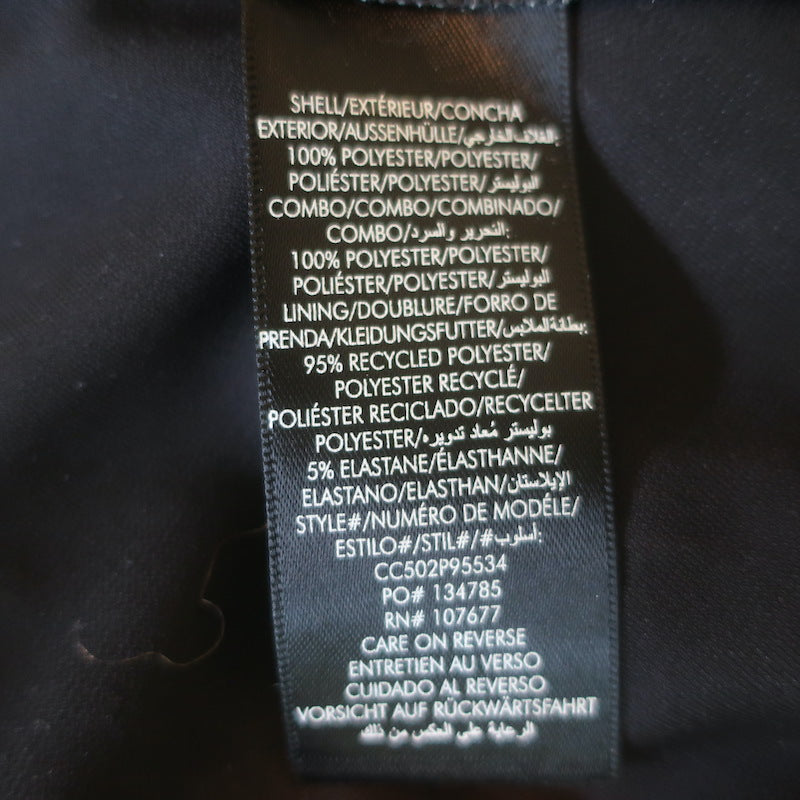 SHELL/EXTÉRIEUR/CONCHA
EXTERIOR/AUSSENHÜLLE/الغلاف الخارجي:
100% POLYESTER/POLYESTER/
POLIÉSTER/POLYESTER/البوليستر
COMBO/COMBO/COMBINADO/
COMBO/التحرير والسرد:
100% POLYESTER/POLYESTER/
POLIÉSTER/POLYESTER/البوليستر
LINING/DOUBLURE/FORRO DE
PRENDA/KLEIDUNGSFUTTER/بطانة الملابس:
95% RECYCLED POLYESTER/
POLYESTER RECYCLÉ/
POLIÉSTER RECICLADO/RECYCELTER
POLYESTER/بوليستر مُعاد تدويره
5% ELASTANE/ÉLASTHANNE/
ELASTANO/ELASTHAN/الإيلاستان
STYLE#/NUMÉRO DE MODÉLE/
ESTILO#/STIL#/أسلوب#:
CC502P95534
PO# 134785
RN# 107677
CARE ON REVERSE
ENTRETIEN AU VERSO
CUIDADO AL REVERSO
VORSICHT AUF RÜCKWÄRTSFAHRT
الرعاية على العكس من ذلك